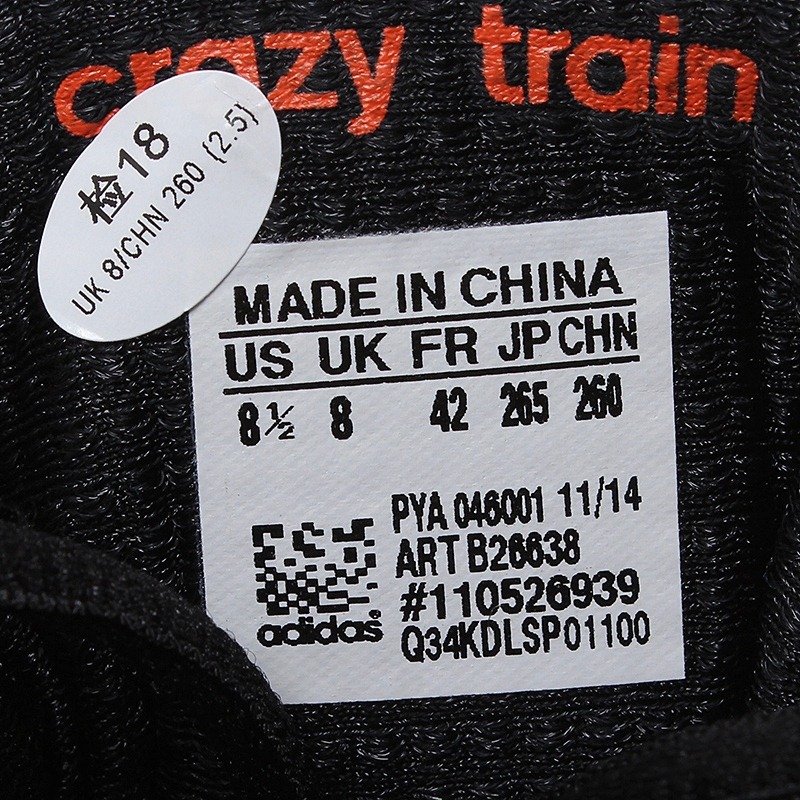 crazy train
检18
UK 8/CHN 260 (2.5)
MADE IN CHINA
US UK FR JP CHN
8½ 8 42 265 260
PYA 046001 11/14
ART B26638
#110526939
Q34KDLSP01100
adidas®